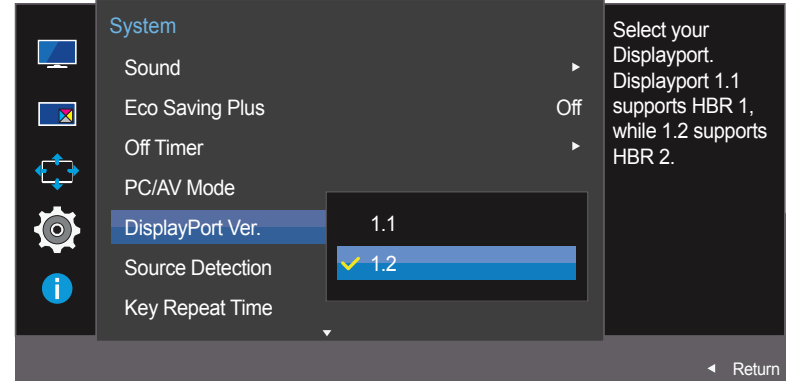 System
Sound
Eco Saving Plus Off
Off Timer
PC/AV Mode
DisplayPort Ver.
1.1
1.2
Source Detection
Key Repeat Time
Select your
Displayport.
Displayport 1.1
supports HBR 1,
while 1.2 supports
HBR 2.
Return